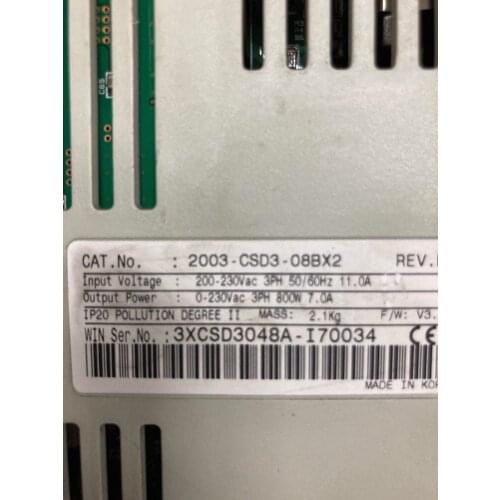 C85
CAT.No. : 2003-CSD3-08BX2 REV.
Input Voltage : 200-230Vac 3PH 50/60Hz 11.0A
Output Power : 0-230Vac 3PH 800W 7.0A
IP20 POLLUTION DEGREE II MASS: 2.1Kg F/W: V3.
WIN Ser.No. : 3XCSD3048A-I70034 CE
MADE IN KOR